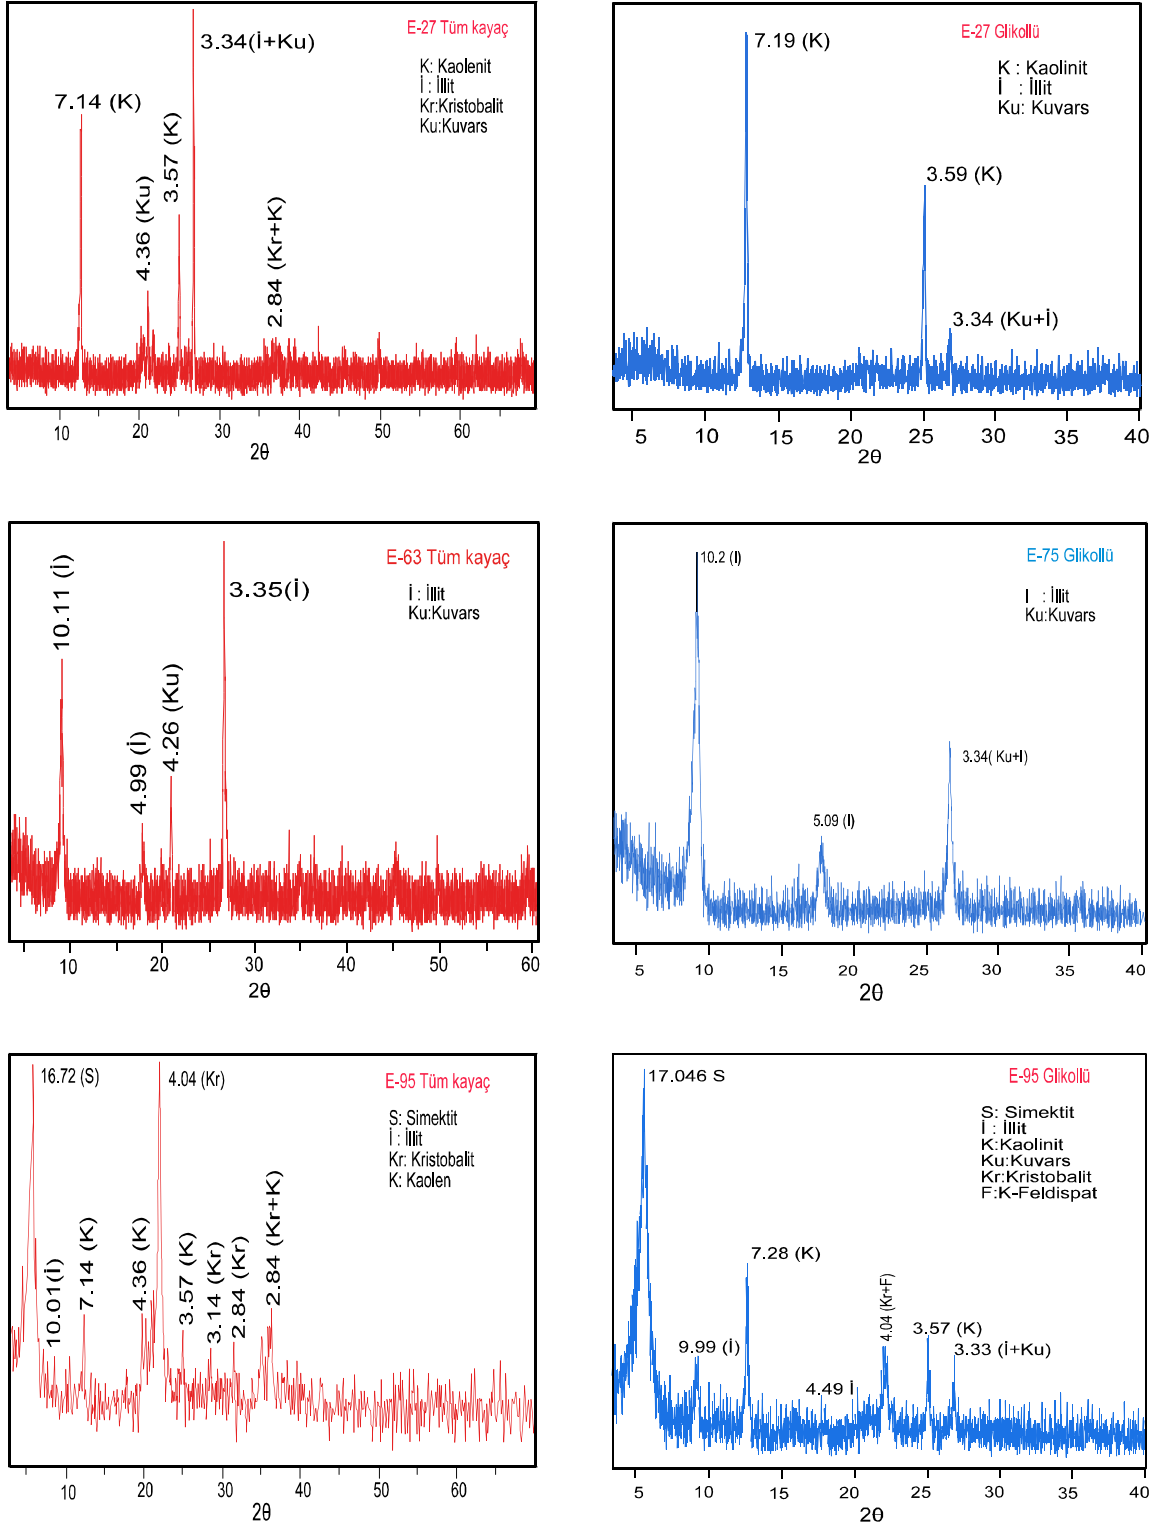 E-27 Tüm kayaç
3.34(İ+Ku)
K: Kaolenit
İ : İllit
Kr:Kristobalit
Ku:Kuvars
7.14 (K)
4.36 (Ku)
3.57 (K)
2.84 (Kr+K)
10 20 30 40 50 60
2θ
E-27 Glikollü
7.19 (K)
K : Kaolinit
İ : İllit
Ku: Kuvars
3.59 (K)
3.34 (Ku+İ)
5 10 15 20 25 30 35 40
2θ
E-63 Tüm kayaç
İ : İllit
Ku:Kuvars
10.11 (İ)
4.99 (İ)
4.26 (Ku)
3.35(İ)
10 20 30 40 50 60
2θ
E-75 Glikollü
10.2 (I)
I : İllit
Ku:Kuvars
5.09 (I)
3.34( Ku+I)
5 10 15 20 25 30 35 40
2θ
E-95 Tüm kayaç
16.72 (S)
4.04 (Kr)
S: Simektit
İ : İllit
Kr: Kristobalit
K: Kaolen
10.01(İ)
7.14 (K)
4.36 (K)
3.57 (K)
3.14 (Kr)
2.84 (Kr)
2.84 (Kr+K)
10 20 30 40 50 60
2θ
E-95 Glikollü
17.046 S
S: Simektit
İ : İllit
K:Kaolinit
Ku:Kuvars
Kr:Kristobalit
F:K-Feldispat
7.28 (K)
9.99 (İ)
4.49 İ
4.04 (Kr+F)
3.57 (K)
3.33 (İ+Ku)
5 10 15 20 25 30 35 40
2θ